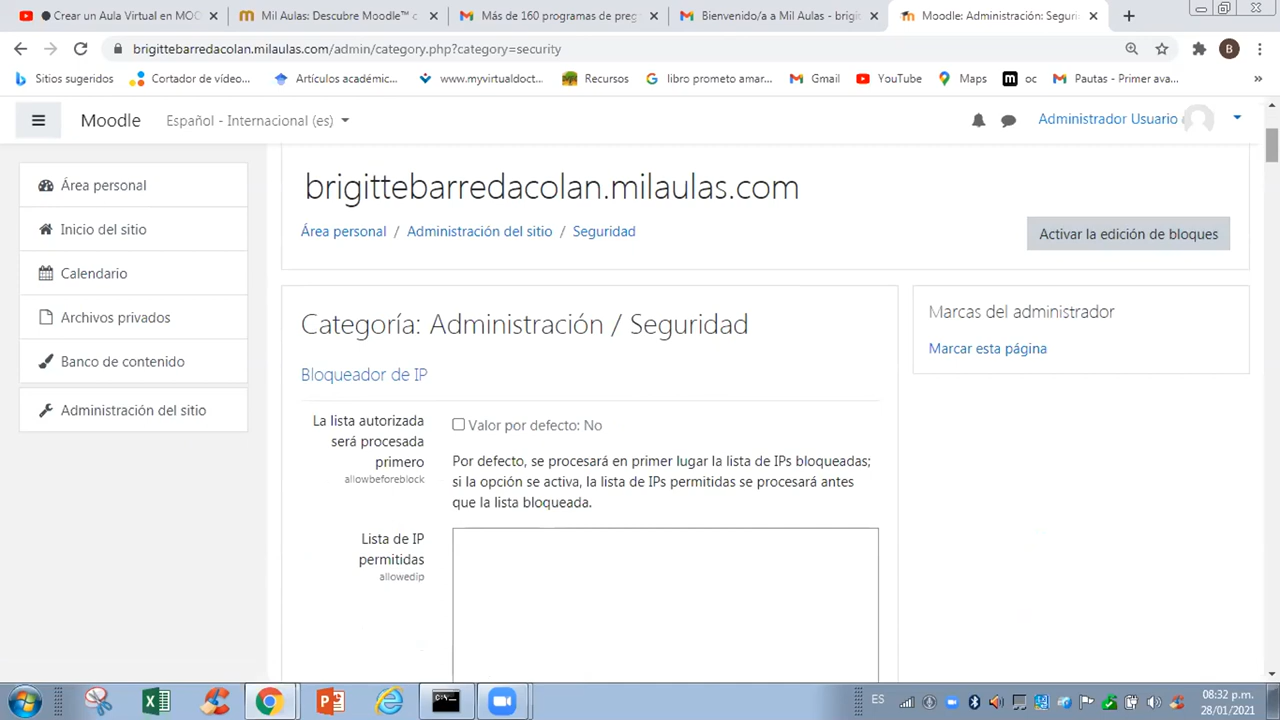 Crear un Aula Virtual en MOO
Mil Aulas: Descubre Moodle™ c
Más de 160 programas de preg
Bienvenido/a a Mil Aulas - brigit
Moodle: Administración: Seguri
brigittebarredacolan.milaulas.com/admin/category.php?category=security
B
Sitios sugeridos
Cortador de vídeo...
Artículos académic...
www.myvirtualdoct...
Recursos
libro prometo amar...
Gmail
YouTube
Maps
oc
Pautas - Primer ava...
»
Moodle
Español - Internacional (es)
Administrador Usuario
Área personal
Inicio del sitio
Calendario
Archivos privados
Banco de contenido
Administración del sitio
brigittebarredacolan.milaulas.com
Área personal / Administración del sitio / Seguridad
Activar la edición de bloques
Categoría: Administración / Seguridad
Bloqueador de IP
La lista autorizada
será procesada
primero
allowbeforeblock
Valor por defecto: No
Por defecto, se procesará en primer lugar la lista de IPs bloqueadas;
si la opción se activa, la lista de IPs permitidas se procesará antes
que la lista bloqueada.
Lista de IP
permitidas
allowedip
Marcas del administrador
Marcar esta página
ES
08:32 p.m.
28/01/2021